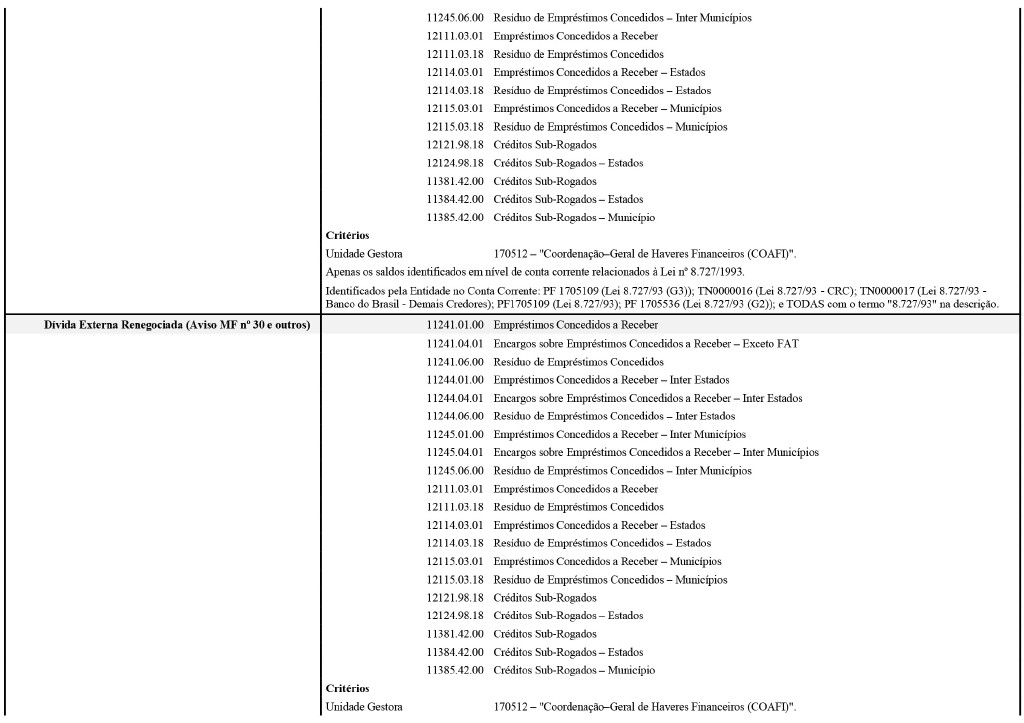 11245.06.00 Resíduo de Empréstimos Concedidos – Inter Municípios
12111.03.01 Empréstimos Concedidos a Receber
12111.03.18 Resíduo de Empréstimos Concedidos
12114.03.01 Empréstimos Concedidos a Receber – Estados
12114.03.18 Resíduo de Empréstimos Concedidos – Estados
12115.03.01 Empréstimos Concedidos a Receber – Municípios
12115.03.18 Resíduo de Empréstimos Concedidos – Municípios
12121.98.18 Créditos Sub-Rogados
12124.98.18 Créditos Sub-Rogados – Estados
11381.42.00 Créditos Sub-Rogados
11384.42.00 Créditos Sub-Rogados – Estados
11385.42.00 Créditos Sub-Rogados – Município
Critérios
Unidade Gestora 170512 – "Coordenação–Geral de Haveres Financeiros (COAFI)".
Apenas os saldos identificados em nível de conta corrente relacionados à Lei nº 8.727/1993.
Identificados pela Entidade no Conta Corrente: PF 1705109 (Lei 8.727/93 (G3)); TN0000016 (Lei 8.727/93 - CRC); TN0000017 (Lei 8.727/93 -
Banco do Brasil - Demais Credores); PF1705109 (Lei 8.727/93); PF 1705536 (Lei 8.727/93 (G2)); e TODAS com o termo "8.727/93" na descrição.
Dívida Externa Renegociada (Aviso MF nº 30 e outros) 11241.01.00 Empréstimos Concedidos a Receber
11241.04.01 Encargos sobre Empréstimos Concedidos a Receber – Exceto FAT
11241.06.00 Resíduo de Empréstimos Concedidos
11244.01.00 Empréstimos Concedidos a Receber – Inter Estados
11244.04.01 Encargos sobre Empréstimos Concedidos a Receber – Inter Estados
11244.06.00 Resíduo de Empréstimos Concedidos – Inter Estados
11245.01.00 Empréstimos Concedidos a Receber – Inter Municípios
11245.04.01 Encargos sobre Empréstimos Concedidos a Receber – Inter Municípios
11245.06.00 Resíduo de Empréstimos Concedidos – Inter Municípios
12111.03.01 Empréstimos Concedidos a Receber
12111.03.18 Resíduo de Empréstimos Concedidos
12114.03.01 Empréstimos Concedidos a Receber – Estados
12114.03.18 Resíduo de Empréstimos Concedidos – Estados
12115.03.01 Empréstimos Concedidos a Receber – Municípios
12115.03.18 Resíduo de Empréstimos Concedidos – Municípios
12121.98.18 Créditos Sub-Rogados
12124.98.18 Créditos Sub-Rogados – Estados
11381.42.00 Créditos Sub-Rogados
11384.42.00 Créditos Sub-Rogados – Estados
11385.42.00 Créditos Sub-Rogados – Município
Critérios
Unidade Gestora 170512 – "Coordenação–Geral de Haveres Financeiros (COAFI)".